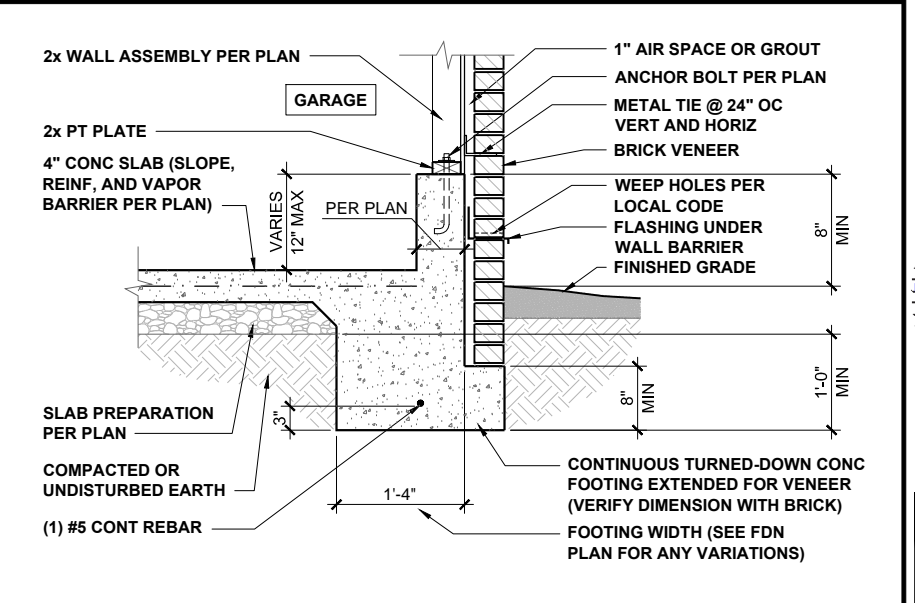 2x WALL ASSEMBLY PER PLAN
GARAGE
2x PT PLATE
4" CONC SLAB (SLOPE,
REINF, AND VAPOR
BARRIER PER PLAN)
VARIES
12" MAX
PER PLAN
1" AIR SPACE OR GROUT
ANCHOR BOLT PER PLAN
METAL TIE @ 24" OC
VERT AND HORIZ
BRICK VENEER
WEEP HOLES PER
LOCAL CODE
FLASHING UNDER
WALL BARRIER
FINISHED GRADE
8"
MIN
SLAB PREPARATION
PER PLAN
COMPACTED OR
UNDISTURBED EARTH
(1) #5 CONT REBAR
3"
1'-4"
8"
MIN
1'-0"
MIN
CONTINUOUS TURNED-DOWN CONC
FOOTING EXTENDED FOR VENEER
(VERIFY DIMENSION WITH BRICK)
FOOTING WIDTH (SEE FDN
PLAN FOR ANY VARIATIONS)